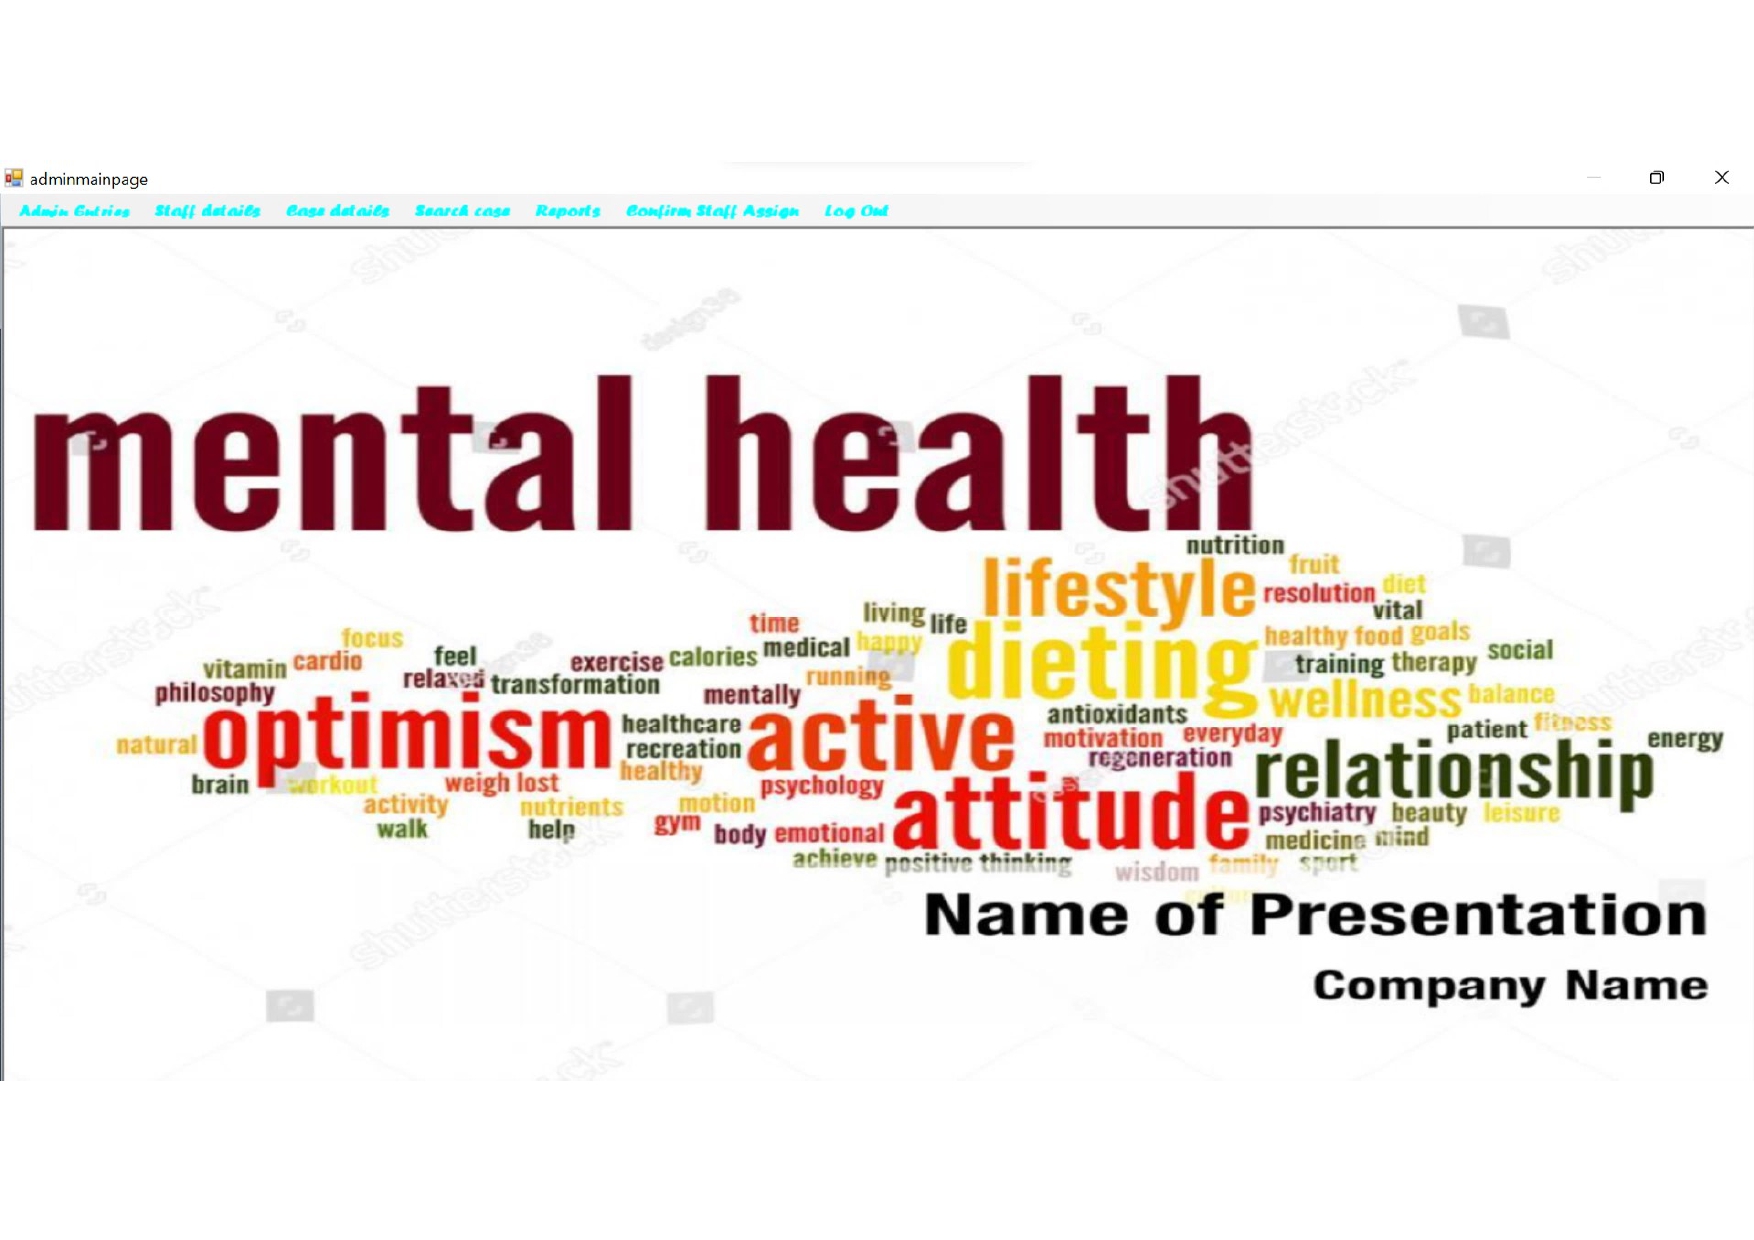 adminmainpage
Admin Entries Staff details Case details Search case Reports Confirm Staff Assign Log Out
shutterstock
design36
mental health
shutterstock
nutrition
lifestyle fruit
resolution diet
living vital
time life
focus medical happy dieting healthy food goals
feel exercise calories social
vitamin cardio training therapy
relaxed transformation running
philosophy mentally wellness balance
optimism healthcare active antioxidants patient fitness
natural recreation motivation everyday relationship energy
healthy regeneration
brain workout weigh lost psychology attitude
activity nutrients motion psychiatry beauty leisure
walk help gym body emotional medicine mind
achieve positive thinking wisdom family sport
Name of Presentation
Company Name